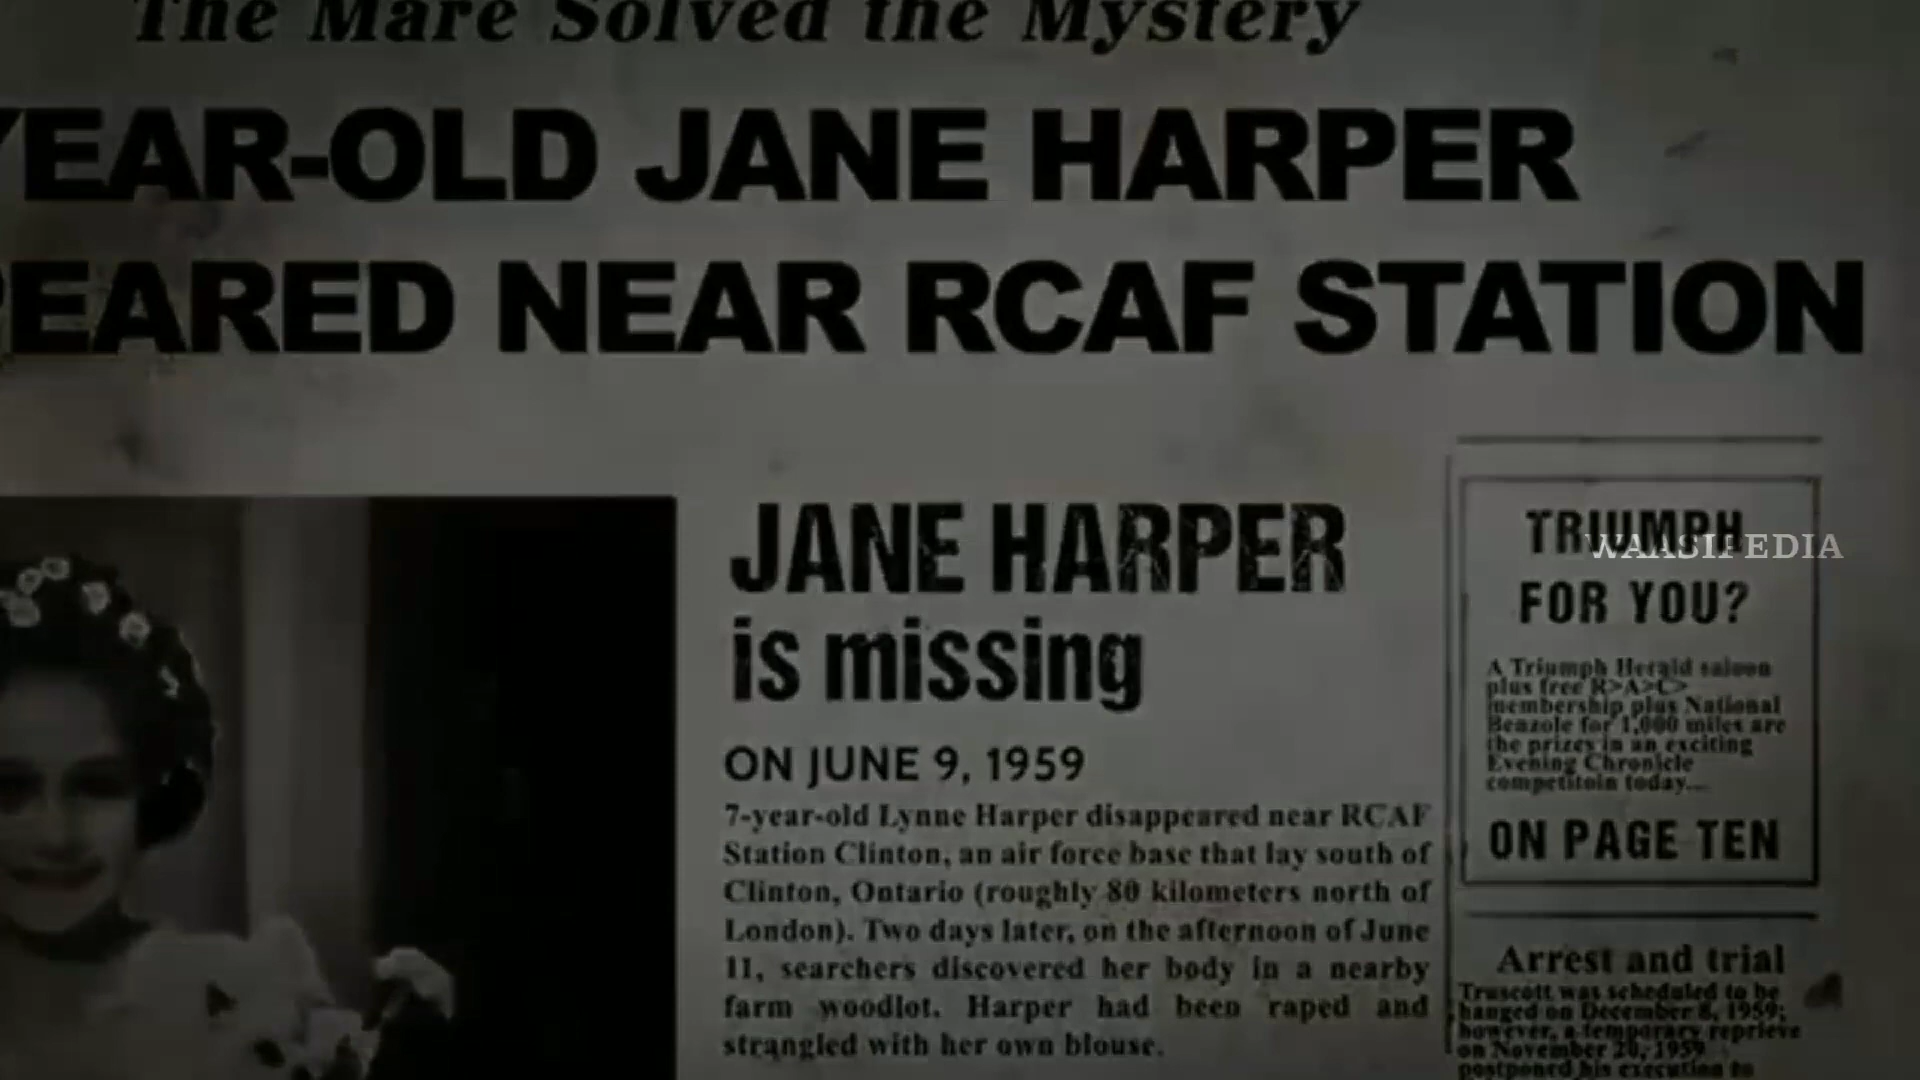 The Mare Solved the Mystery
YEAR-OLD JANE HARPER
PEARED NEAR RCAF STATION
JANE HARPER
is missing
ON JUNE 9, 1959
7-year-old Lynne Harper disappeared near RCAF
Station Clinton, an air force base that lay south of
Clinton, Ontario (roughly 80 kilometers north of
London). Two days later, on the afternoon of June
11, searchers discovered her body in a nearby
farm woodlot. Harper had been raped and
strangled with her own blouse.
TRIUMPH
WAASIPEDIA
FOR YOU?
A Triumph Herald saloon
plus free R>A>C>
membership plus National
Benzole for 1,000 miles are
the prizes in an exciting
Evening Chronicle
competitoin today...
ON PAGE TEN
Arrest and trial
Truscott was scheduled to be
hanged on December 8, 1959;
however, a temporary reprieve
on November 20, 1959
postponed his execution to